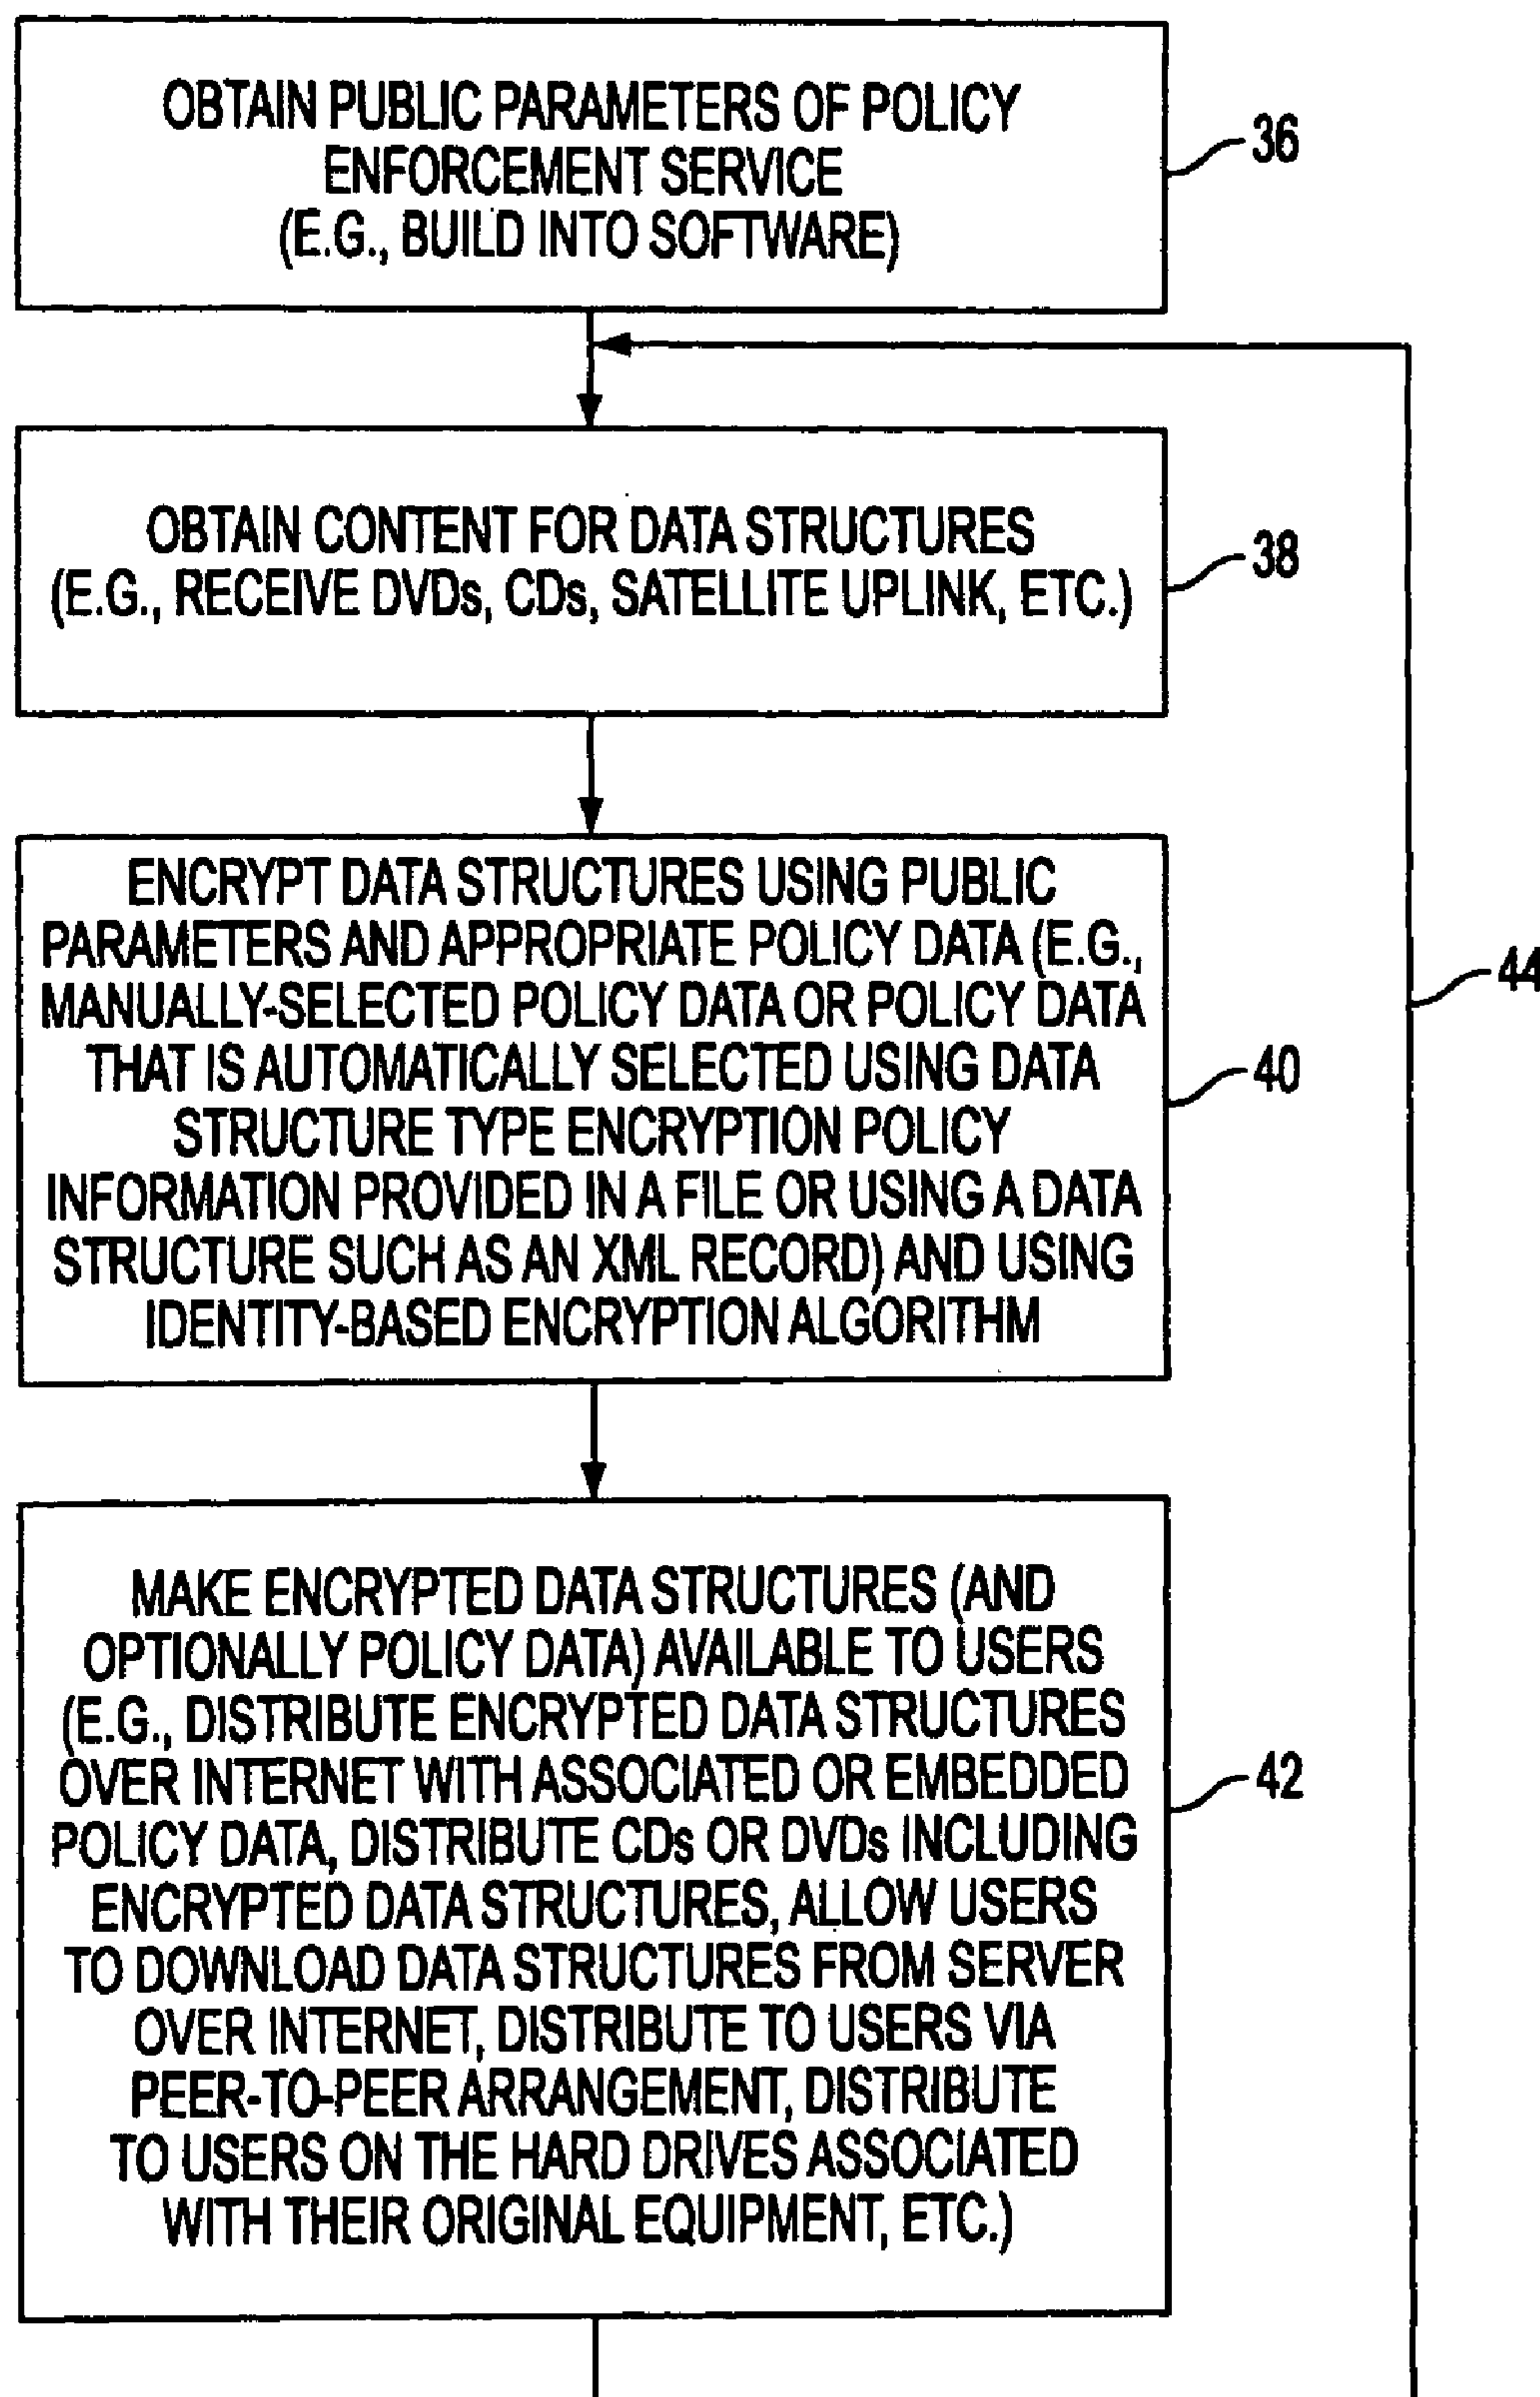 OBTAIN PUBLIC PARAMETERS OF POLICY
ENFORCEMENT SERVICE
(E.G., BUILD INTO SOFTWARE)
36
OBTAIN CONTENT FOR DATA STRUCTURES
(E.G., RECEIVE DVDs, CDs, SATELLITE UPLINK, ETC.)
38
ENCRYPT DATA STRUCTURES USING PUBLIC
PARAMETERS AND APPROPRIATE POLICY DATA (E.G.,
MANUALLY-SELECTED POLICY DATA OR POLICY DATA
THAT IS AUTOMATICALLY SELECTED USING DATA
STRUCTURE TYPE ENCRYPTION POLICY
INFORMATION PROVIDED IN A FILE OR USING A DATA
STRUCTURE SUCH AS AN XML RECORD) AND USING
IDENTITY-BASED ENCRYPTION ALGORITHM
40
44
MAKE ENCRYPTED DATA STRUCTURES (AND
OPTIONALLY POLICY DATA) AVAILABLE TO USERS
(E.G., DISTRIBUTE ENCRYPTED DATA STRUCTURES
OVER INTERNET WITH ASSOCIATED OR EMBEDDED
POLICY DATA, DISTRIBUTE CDs OR DVDs INCLUDING
ENCRYPTED DATA STRUCTURES, ALLOW USERS
TO DOWNLOAD DATA STRUCTURES FROM SERVER
OVER INTERNET, DISTRIBUTE TO USERS VIA
PEER-TO-PEER ARRANGEMENT, DISTRIBUTE
TO USERS ON THE HARD DRIVES ASSOCIATED
WITH THEIR ORIGINAL EQUIPMENT, ETC.)
42